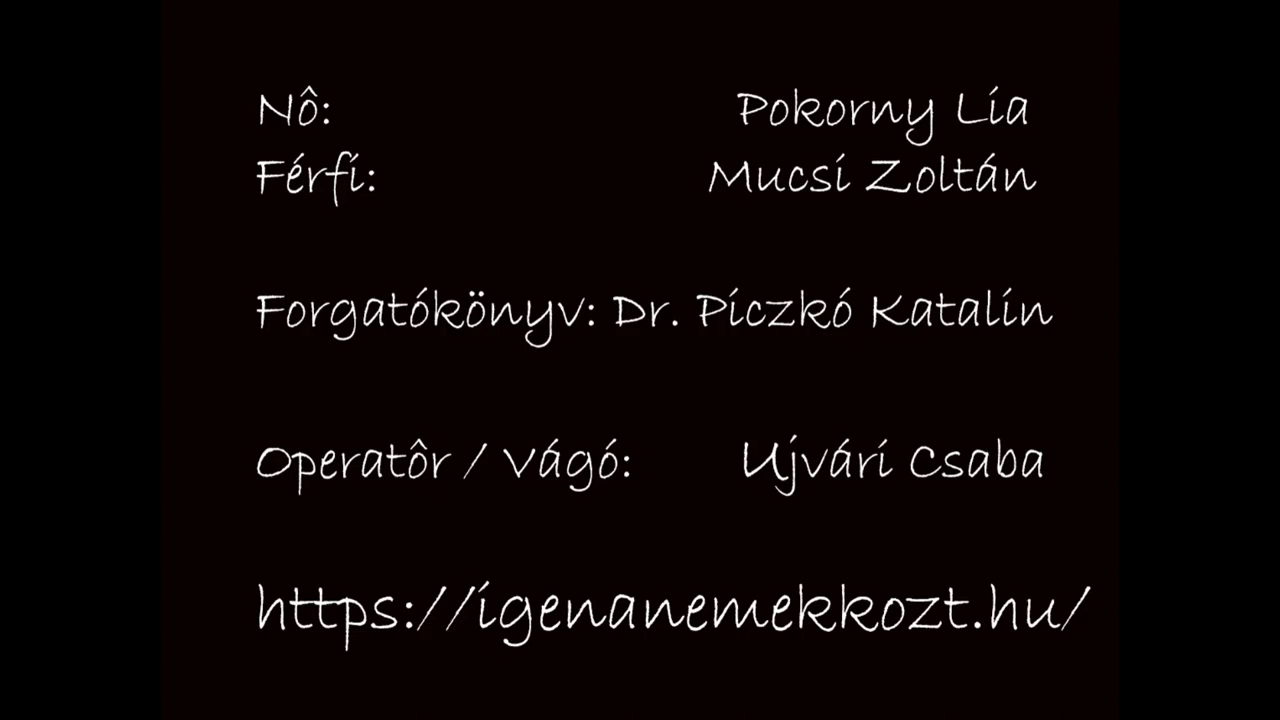 Nô: Pokorny Lia
Férfi: Mucsi Zoltán
Forgatókönyv: Dr. Piczkó Katalin
Operatôr / Vágó: Ujvári Csaba
https://igenanemekkozt.hu/